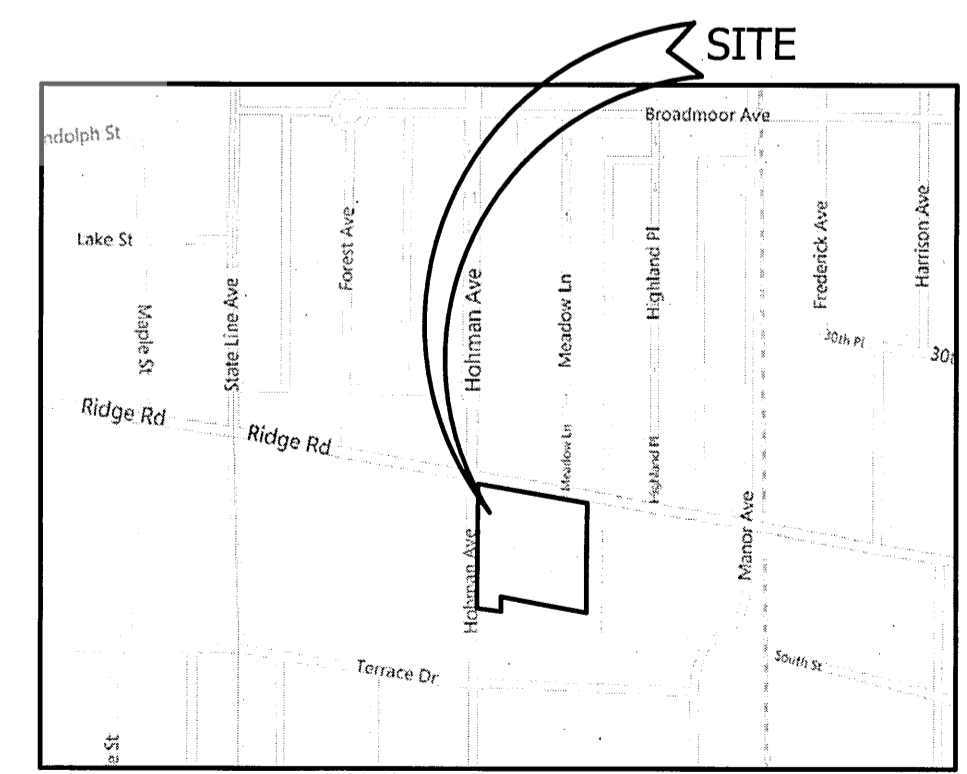 SITE
Broadmoor Ave
ndolph St
Lake St
Maple St
State Line Ave
Forest Ave
Hohman Ave
Meadow Ln
Highland Pl
Frederick Ave
Harrison Ave
30th Pl
30t
Ridge Rd
Ridge Rd
Meadow Ln
Highland Pl
Manor Ave
Hohman Ave
Terrace Dr
South St
e St